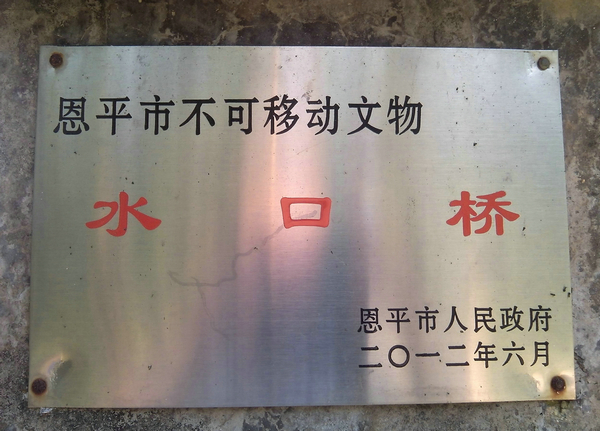 恩平市不可移动文物
水口桥
恩平市人民政府
二〇一二年六月